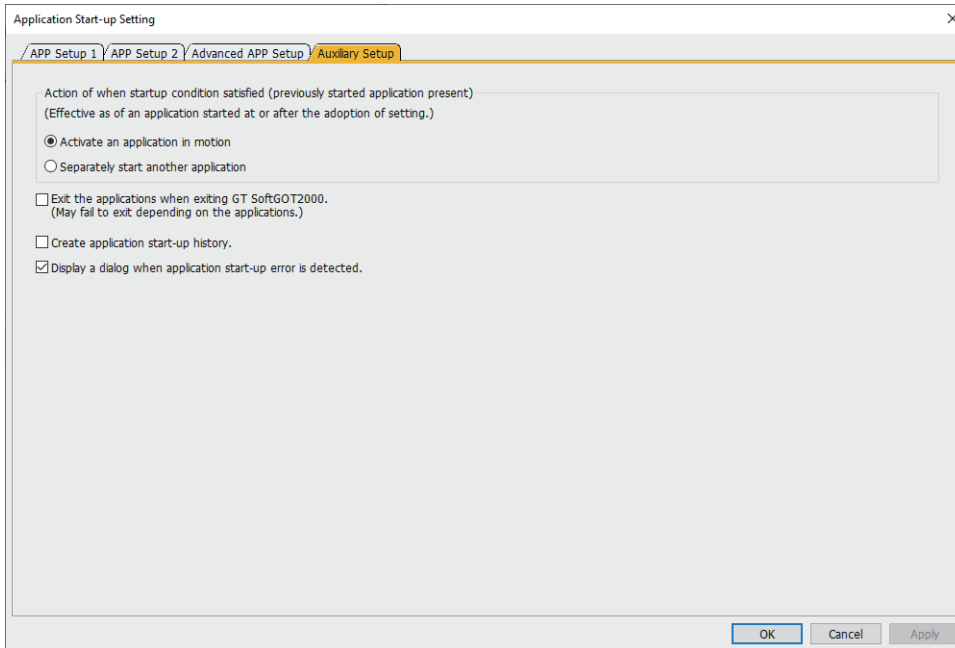 Application Start-up Setting
APP Setup 1 APP Setup 2 Advanced APP Setup Auxiliary Setup
Action of when startup condition satisfied (previously started application present)
(Effective as of an application started at or after the adoption of setting.)
Activate an application in motion
Separately start another application
Exit the applications when exiting GT SoftGOT2000.
(May fail to exit depending on the applications.)
Create application start-up history.
Display a dialog when application start-up error is detected.
OK Cancel Apply